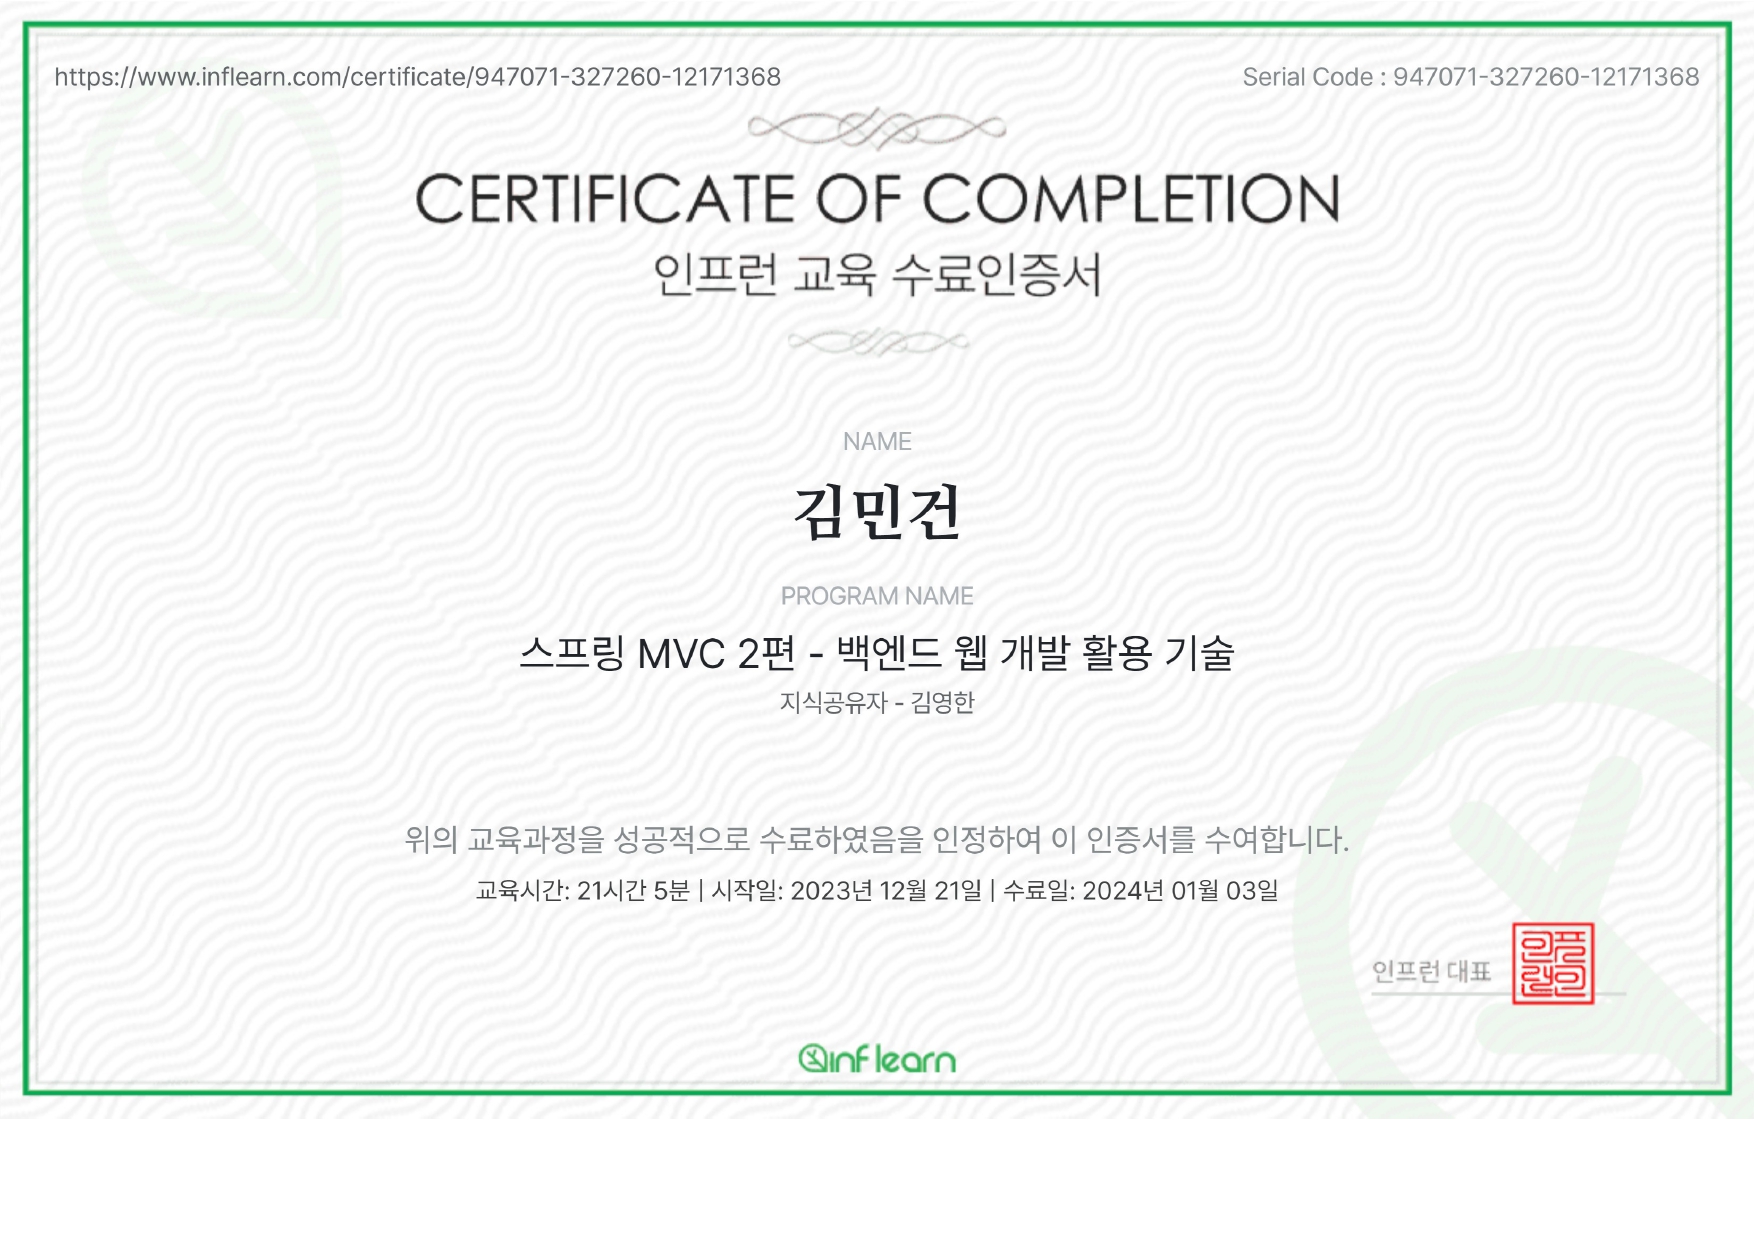 https://www.inflearn.com/certificate/947071-327260-12171368
Serial Code : 947071-327260-12171368
CERTIFICATE OF COMPLETION
인프런 교육 수료인증서
NAME
김민건
PROGRAM NAME
스프링 MVC 2편 - 백엔드 웹 개발 활용 기술
지식공유자 - 김영한
위의 교육과정을 성공적으로 수료하였음을 인정하여 이 인증서를 수여합니다.
교육시간: 21시간 5분 | 시작일: 2023년 12월 21일 | 수료일: 2024년 01월 03일
인프런 대표
inflearn